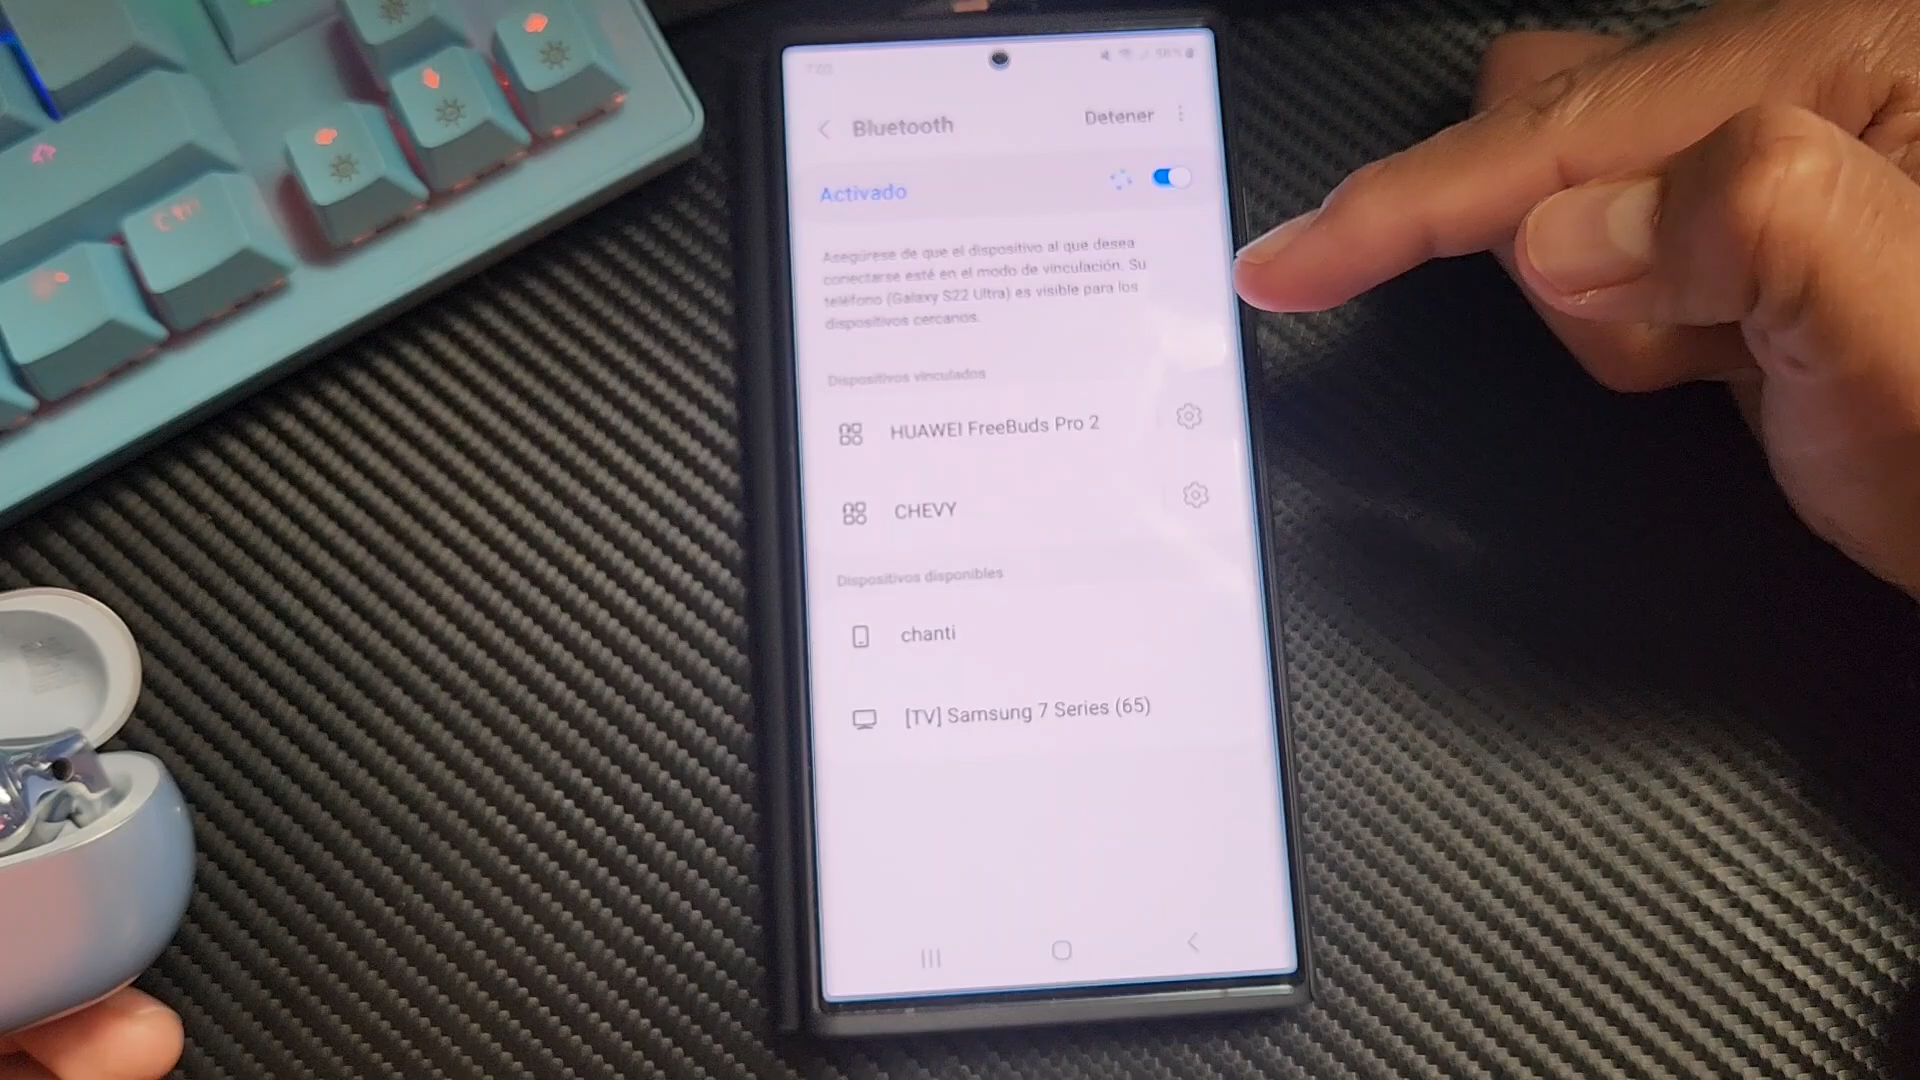 Bluetooth Detener
Activado
Asegúrese de que el dispositivo al que desea
conectarse esté en el modo de vinculación. Su
teléfono (Galaxy S22 Ultra) es visible para los
dispositivos cercanos.
Dispositivos vinculados
HUAWEI FreeBuds Pro 2
CHEVY
Dispositivos disponibles
chanti
[TV] Samsung 7 Series (65)